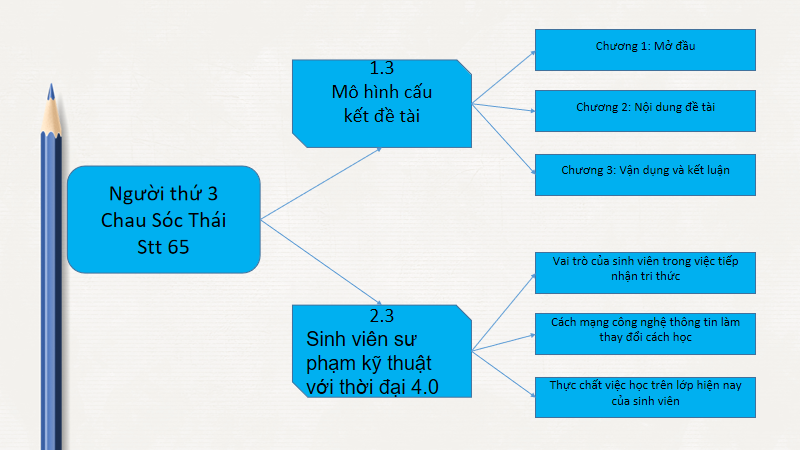 Người thứ 3
Chau Sóc Thái
Stt 65
1.3
Mô hình cấu
kết đề tài
Chương 1: Mở đầu
Chương 2: Nội dung đề tài
Chương 3: Vận dụng và kết luận
2.3
Sinh viên sư
phạm kỹ thuật
với thời đại 4.0
Vai trò của sinh viên trong việc tiếp
nhận tri thức
Cách mạng công nghệ thông tin làm
thay đổi cách học
Thực chất việc học trên lớp hiện nay
của sinh viên